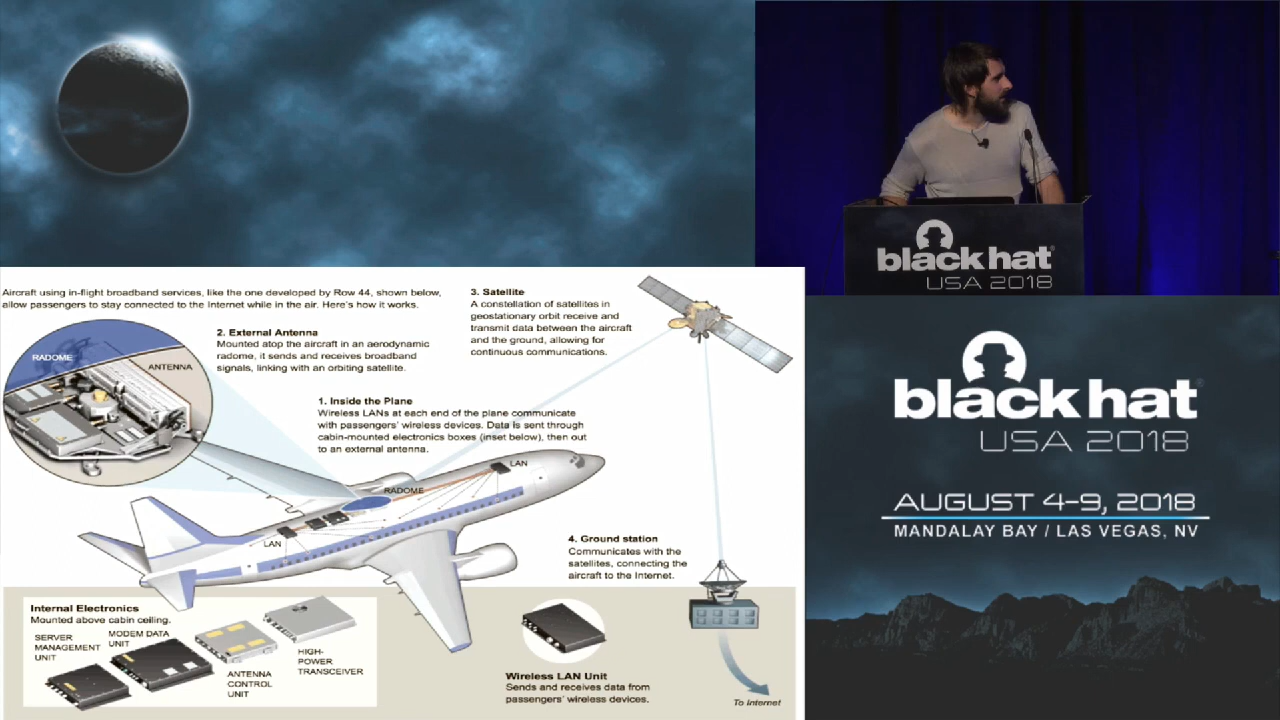 black hat
USA 2018
Aircraft using in-flight broadband services, like the one developed by Row 44, shown below,
allow passengers to stay connected to the Internet while in the air. Here's how it works.
3. Satellite
A constellation of satellites in
geostationary orbit receive and
transmit data between the aircraft
and the ground, allowing for
continuous communications.
2. External Antenna
Mounted atop the aircraft in an aerodynamic
radome, it sends and receives broadband
signals, linking with an orbiting satellite.
RADOME
ANTENNA
1. Inside the Plane
Wireless LANs at each end of the plane communicate
with passengers' wireless devices. Data is sent through
cabin-mounted electronics boxes (inset below), then out
to an external antenna.
LAN
RADOME
LAN
4. Ground station
Communicates with the
satellites, connecting the
aircraft to the Internet.
Internal Electronics
Mounted above cabin ceiling.
SERVER
MANAGEMENT
UNIT
MODEM DATA
UNIT
ANTENNA
CONTROL
UNIT
HIGH-
POWER
TRANSCEIVER
Wireless LAN Unit
Sends and receives data from
passengers' wireless devices.
To Internet
black hat
USA 2018
AUGUST 4-9, 2018
MANDALAY BAY / LAS VEGAS, NV